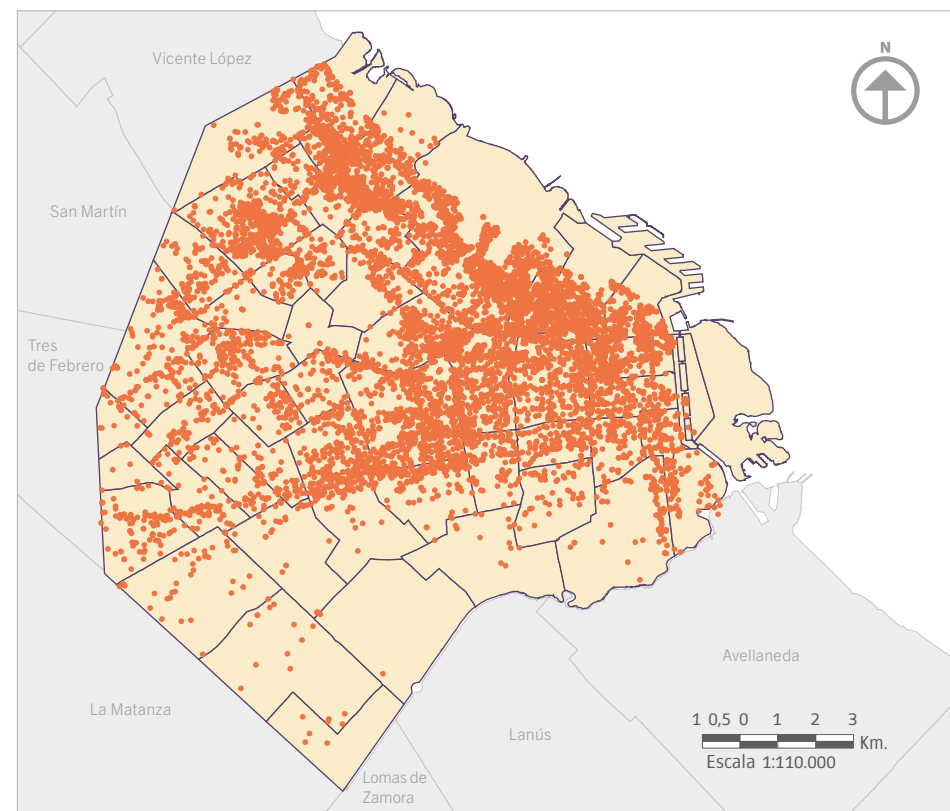 Vicente López
N
San Martín
Tres
de Febrero
Avellaneda
La Matanza
Lanús
1 0,5 0 1 2 3
Km.
Escala 1:110.000
Lomas de
Zamora